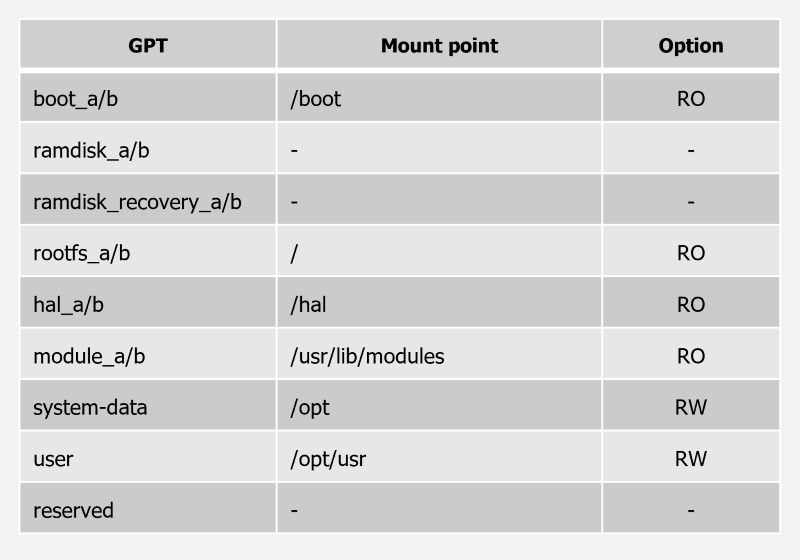 GPT Mount point Option
boot_a/b /boot RO
ramdisk_a/b - -
ramdisk_recovery_a/b - -
rootfs_a/b / RO
hal_a/b /hal RO
module_a/b /usr/lib/modules RO
system-data /opt RW
user /opt/usr RW
reserved - -